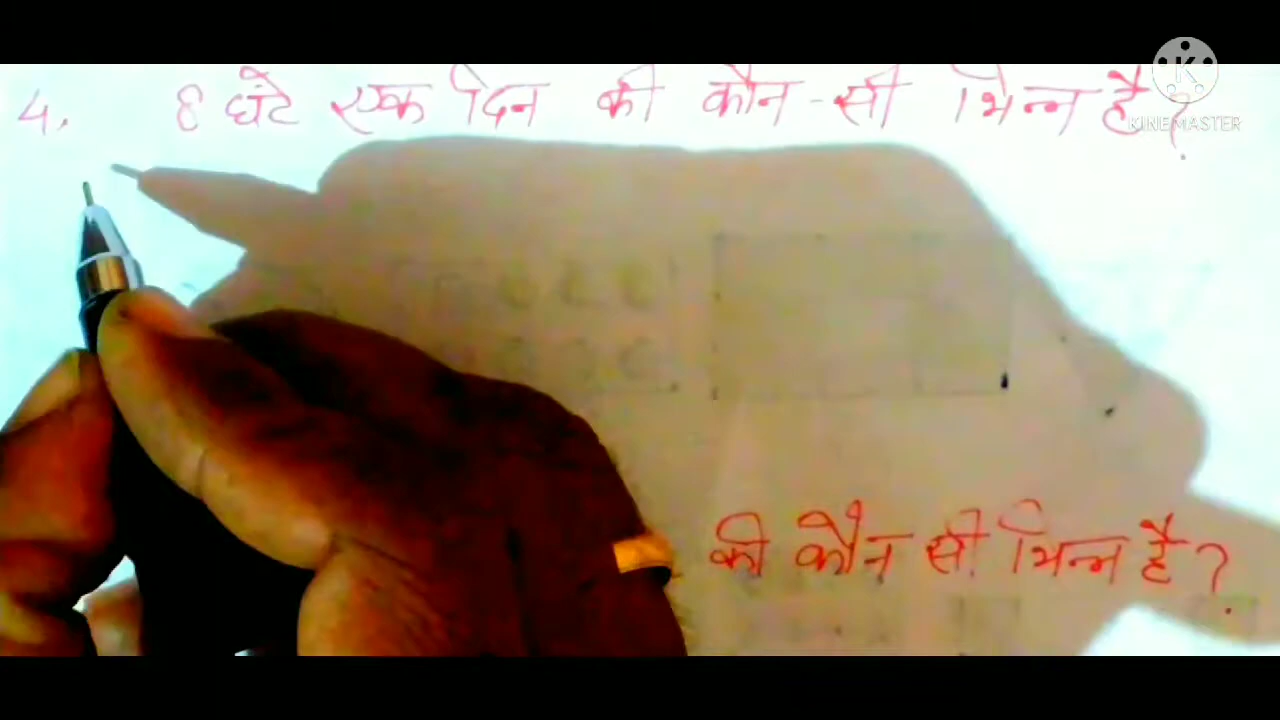 4. 8 घंटे एक दिन की कौन-सी भिन्न है?
K
KINEMASTER
की कौन सी भिन्न है?